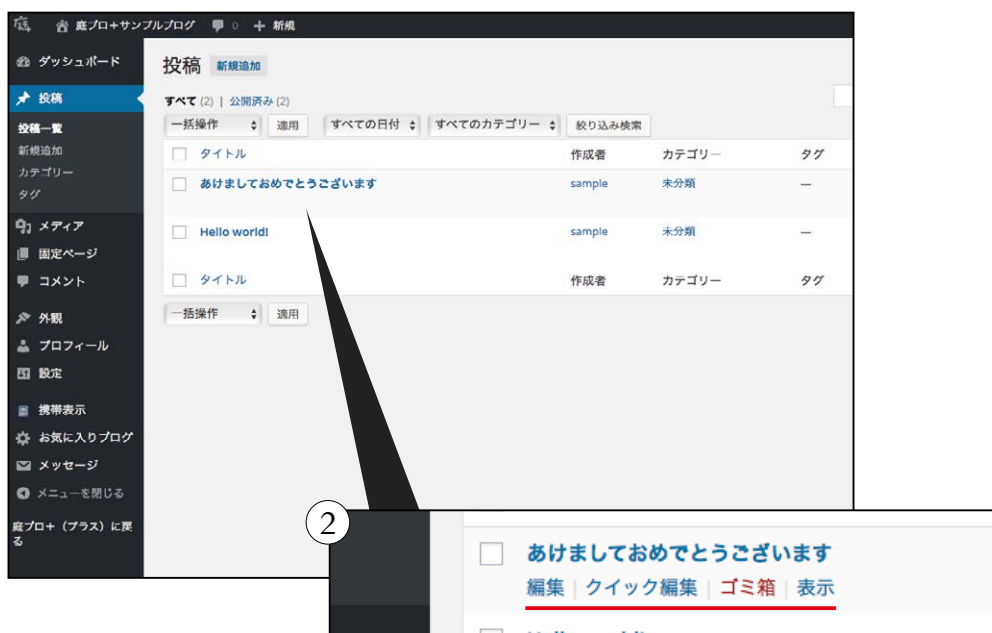 庭 庭ブロ+サンプルブログ 0 + 新規
ダッシュボード
投稿
投稿一覧
新規追加
カテゴリー
タグ
メディア
固定ページ
コメント
外観
プロフィール
設定
携帯表示
お気に入りブログ
メッセージ
メニューを閉じる
庭ブロ+（プラス）に戻
る
投稿 新規追加
すべて (2) | 公開済み (2)
一括操作 適用 すべての日付 すべてのカテゴリー 絞り込み検索
タイトル 作成者 カテゴリー タグ
あけましておめでとうございます sample 未分類 —
Hello world! sample 未分類 —
タイトル 作成者 カテゴリー タグ
一括操作 適用
2
あけましておめでとうございます
編集 | クイック編集 | ゴミ箱 | 表示